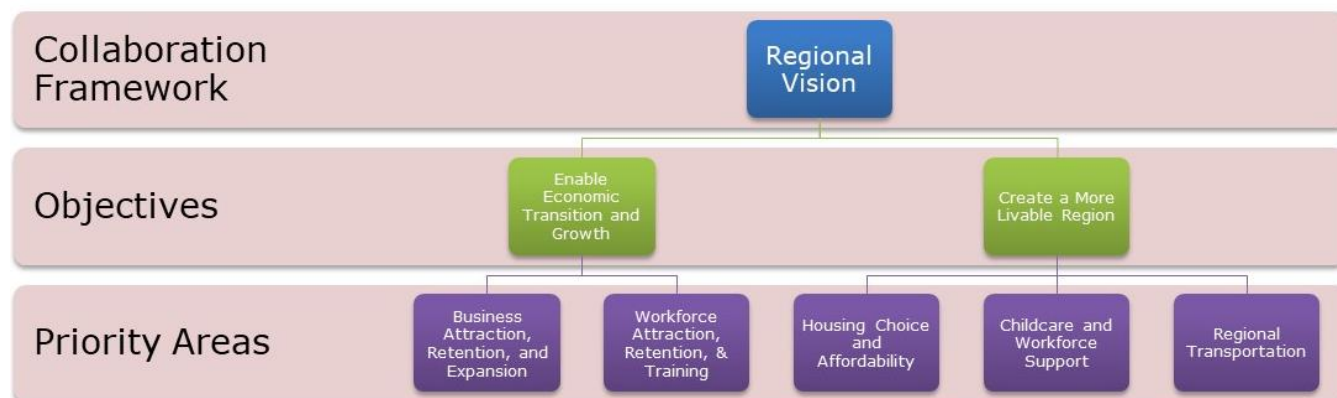 Collaboration
Framework
Regional
Vision
Objectives
Enable
Economic
Transition and
Growth
Create a More
Livable Region
Priority Areas
Business
Attraction,
Retention, and
Expansion
Workforce
Attraction,
Retention, &
Training
Housing Choice
and
Affordability
Childcare and
Workforce
Support
Regional
Transportation